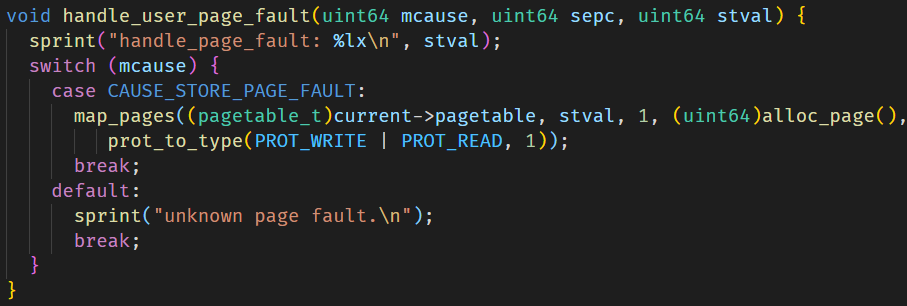 void handle_user_page_fault(uint64 mcause, uint64 sepc, uint64 stval) {
  sprint("handle_page_fault: %lx\n", stval);
  switch (mcause) {
    case CAUSE_STORE_PAGE_FAULT:
      map_pages((pagetable_t)current->pagetable, stval, 1, (uint64)alloc_page(),
         prot_to_type(PROT_WRITE | PROT_READ, 1));
      break;
    default:
      sprint("unknown page fault.\n");
      break;
  }
}